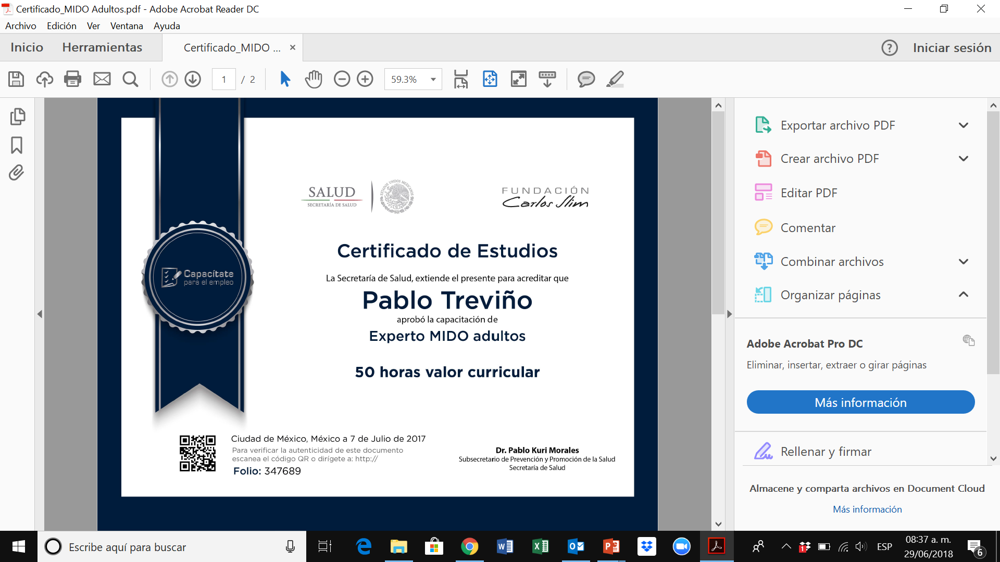 Certificado_MIDO Adultos.pdf - Adobe Acrobat Reader DC
Archivo Edición Ver Ventana Ayuda
Inicio Herramientas Certificado_MIDO ... × ? Iniciar sesión
1 / 2 59.3%
SALUD
SECRETARÍA DE SALUD
ESTADOS UNIDOS MEXICANOS
FUNDACIÓN
Carlos Slim
Capacítate
para el empleo
Certificado de Estudios
La Secretaría de Salud, extiende el presente para acreditar que
Pablo Treviño
aprobó la capacitación de
Experto MIDO adultos
50 horas valor curricular
Ciudad de México, México a 7 de Julio de 2017
Para verificar la autenticidad de este documento
escanea el código QR o dirígete a: http://
Folio: 347689
Dr. Pablo Kuri Morales
Subsecretario de Prevención y Promoción de la Salud
Secretaría de Salud
Exportar archivo PDF
Crear archivo PDF
Editar PDF
Comentar
Combinar archivos
Organizar páginas
Adobe Acrobat Pro DC
Eliminar, insertar, extraer o girar páginas
Más información
Rellenar y firmar
Almacene y comparta archivos en Document Cloud
Más información
Escribe aquí para buscar
1
ESP
08:37 a. m.
29/06/2018
6